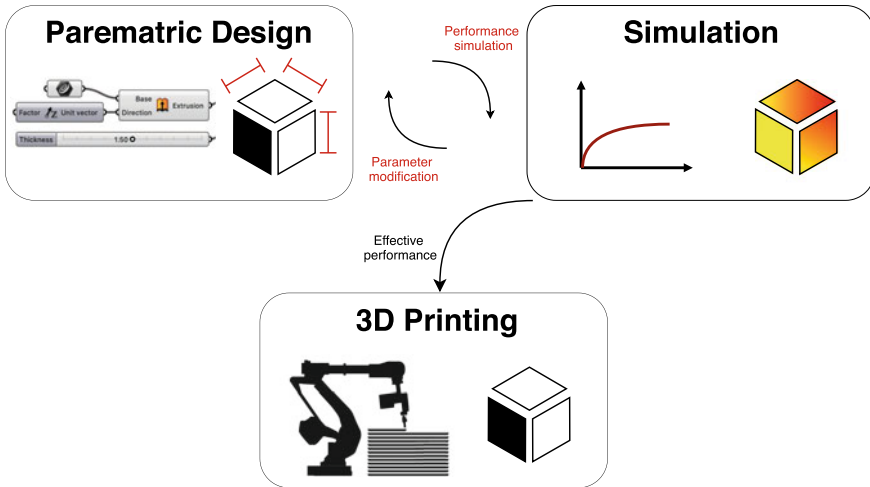 Parematric Design
Base
Factor Unit vector
Direction
Extrusion
Thickness 1.50
Performance
simulation
Parameter
modification
Simulation
Effective
performance
3D Printing